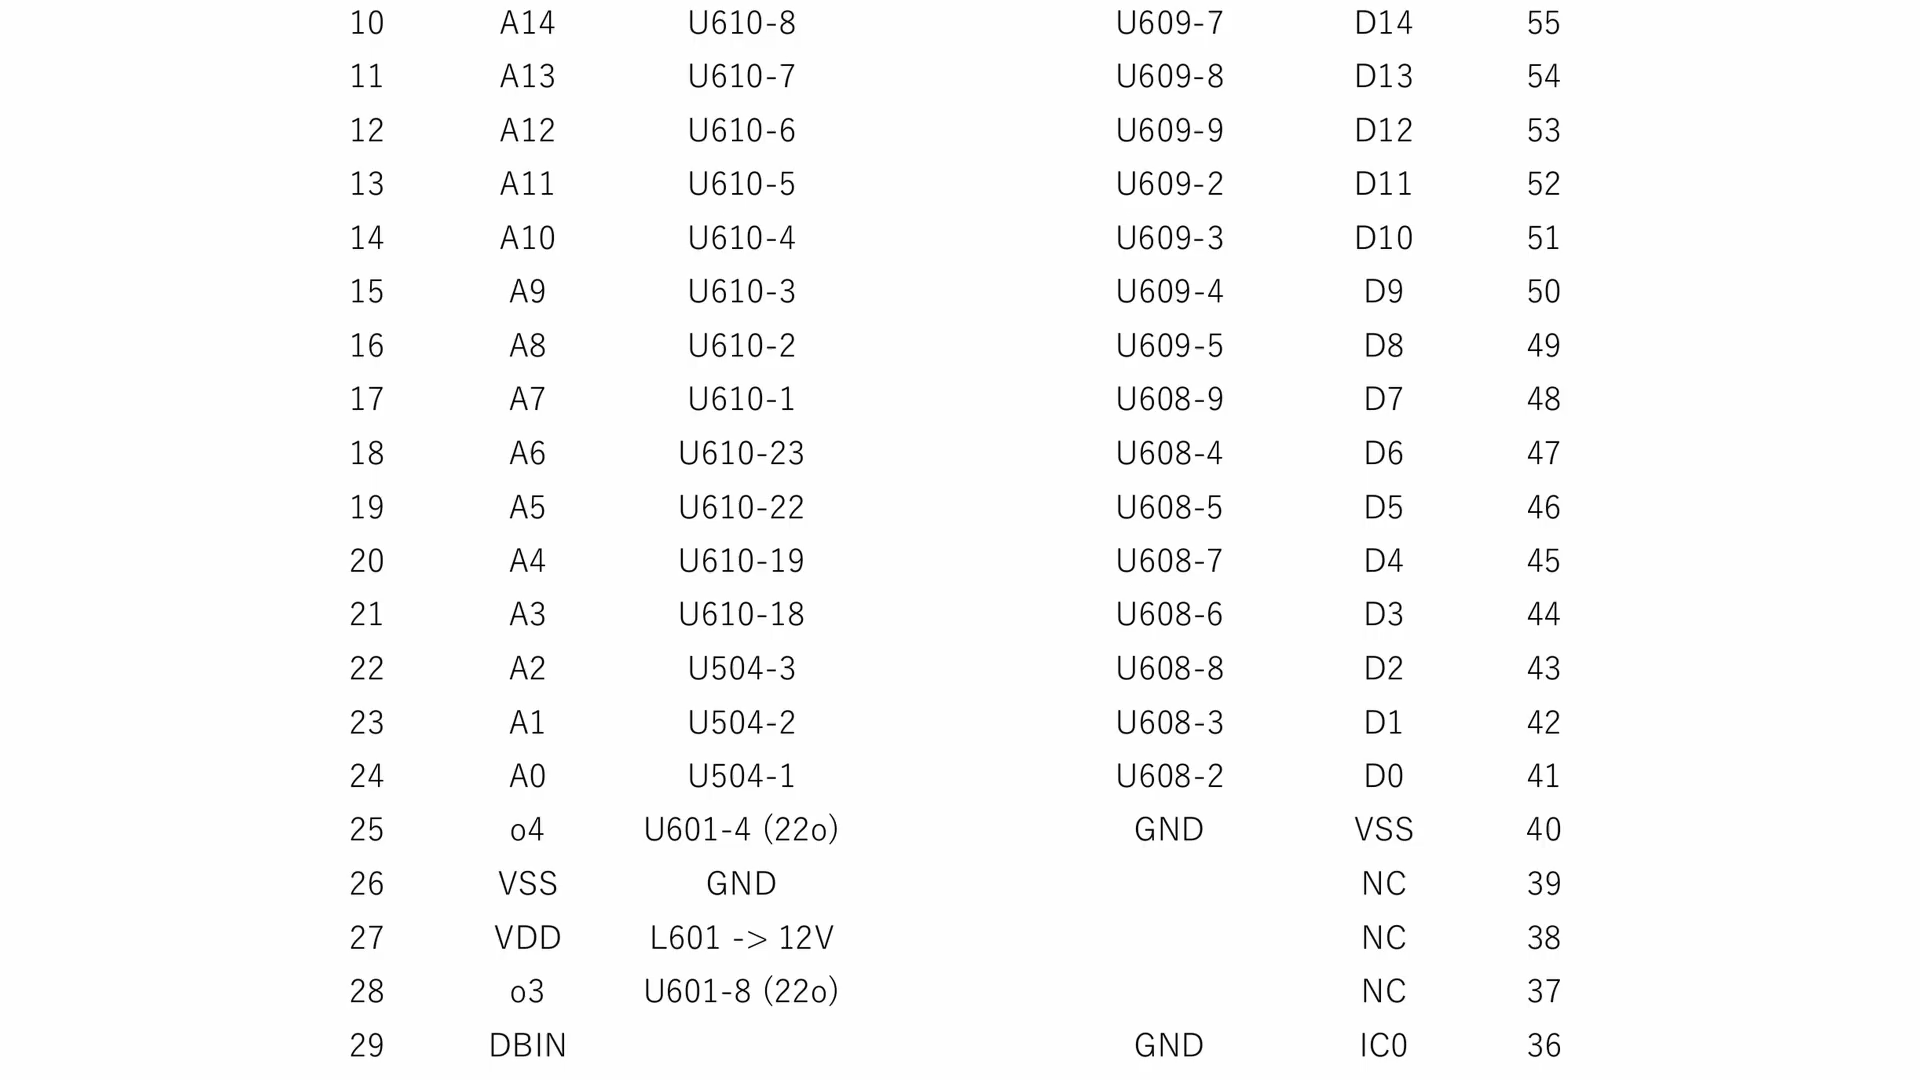 10 A14 U610-8 U609-7 D14 55
11 A13 U610-7 U609-8 D13 54
12 A12 U610-6 U609-9 D12 53
13 A11 U610-5 U609-2 D11 52
14 A10 U610-4 U609-3 D10 51
15 A9 U610-3 U609-4 D9 50
16 A8 U610-2 U609-5 D8 49
17 A7 U610-1 U608-9 D7 48
18 A6 U610-23 U608-4 D6 47
19 A5 U610-22 U608-5 D5 46
20 A4 U610-19 U608-7 D4 45
21 A3 U610-18 U608-6 D3 44
22 A2 U504-3 U608-8 D2 43
23 A1 U504-2 U608-3 D1 42
24 A0 U504-1 U608-2 D0 41
25 o4 U601-4 (22o) GND VSS 40
26 VSS GND NC 39
27 VDD L601 -> 12V NC 38
28 o3 U601-8 (22o) NC 37
29 DBIN GND IC0 36